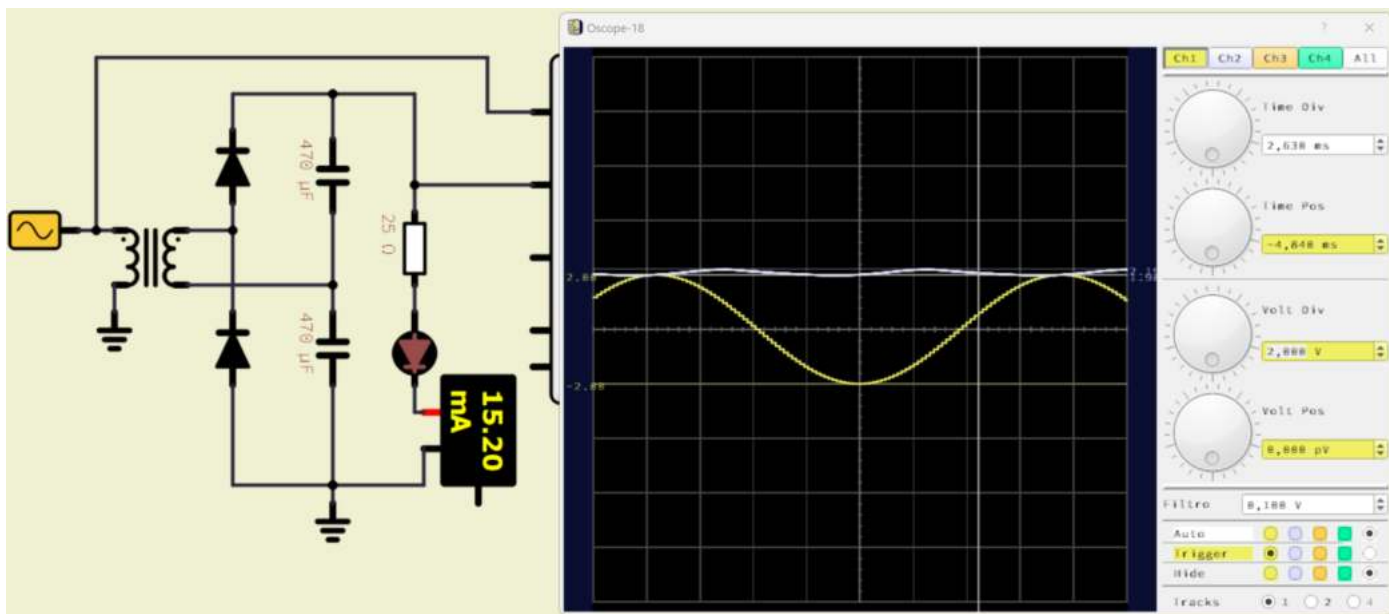 Oscope-18
?
Ch1 Ch2 Ch3 Ch4 All
Time Div
2,638 ms
Time Pos
-4,848 ms
Volt Div
2,000 V
Volt Pos
0,000 pV
Filtro 0,100 V
Auto
Trigger
Hide
Tracks 1 2 4
470 µF
25 Ω
470 µF
15.20
mA
2.00
-2.00